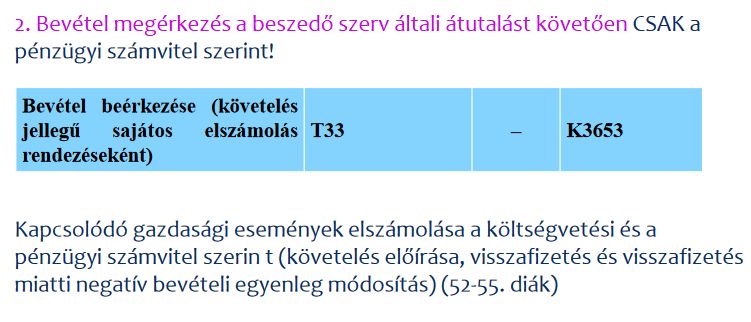 2. Bevétel megérkezés a beszedő szerv általi átutalást követően CSAK a
pénzügyi számvitel szerint!
Bevétel beérkezése (követelés
jellegű sajátos elszámolás
rendezéseként)
T33
–
K3653
Kapcsolódó gazdasági események elszámolása a költségvetési és a
pénzügyi számvitel szerin t (követelés előírása, visszafizetés és visszafizetés
miatti negatív bevételi egyenleg módosítás) (52-55. diák)